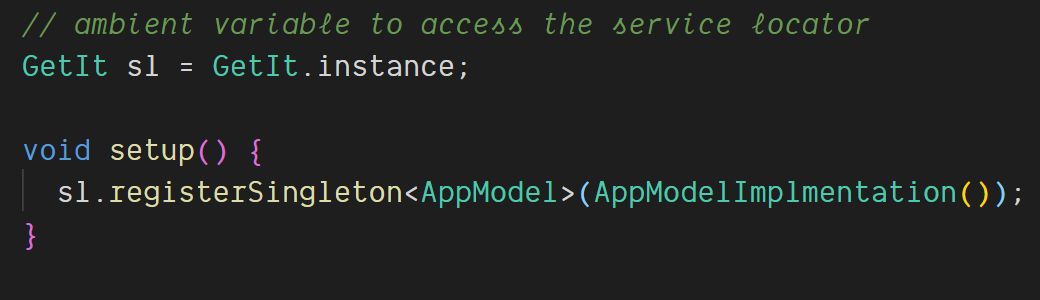 // ambient variable to access the service locator
GetIt sl = GetIt.instance;
void setup() {
sl.registerSingleton<AppModel>(AppModelImplmentation());
}